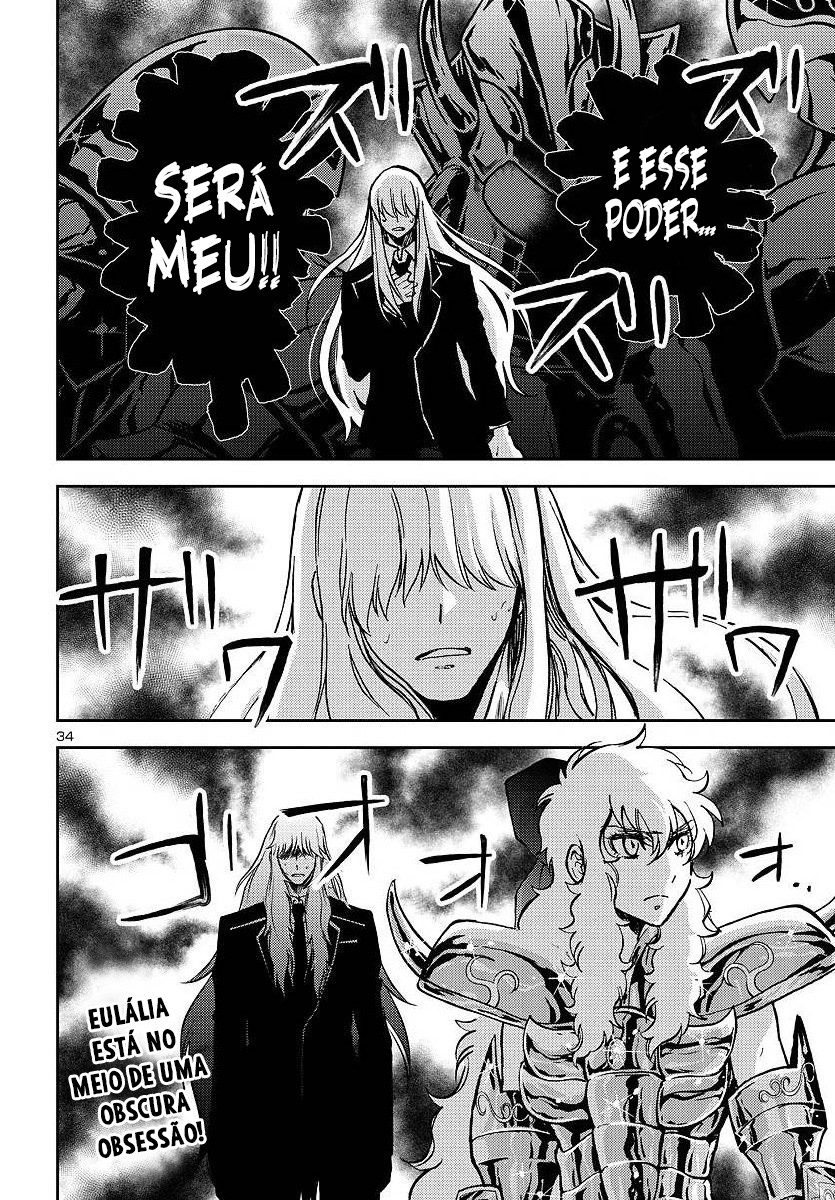 E ESSE
PODER...
SERÁ
MEU!!
ズ
ズ
ズ
ザ
ワ
ザ
ワ
34
ゴ
オ
オ
EULÁLIA
ESTÁ NO
MEIO DE UMA
OBSCURA
OBSESSÃO!